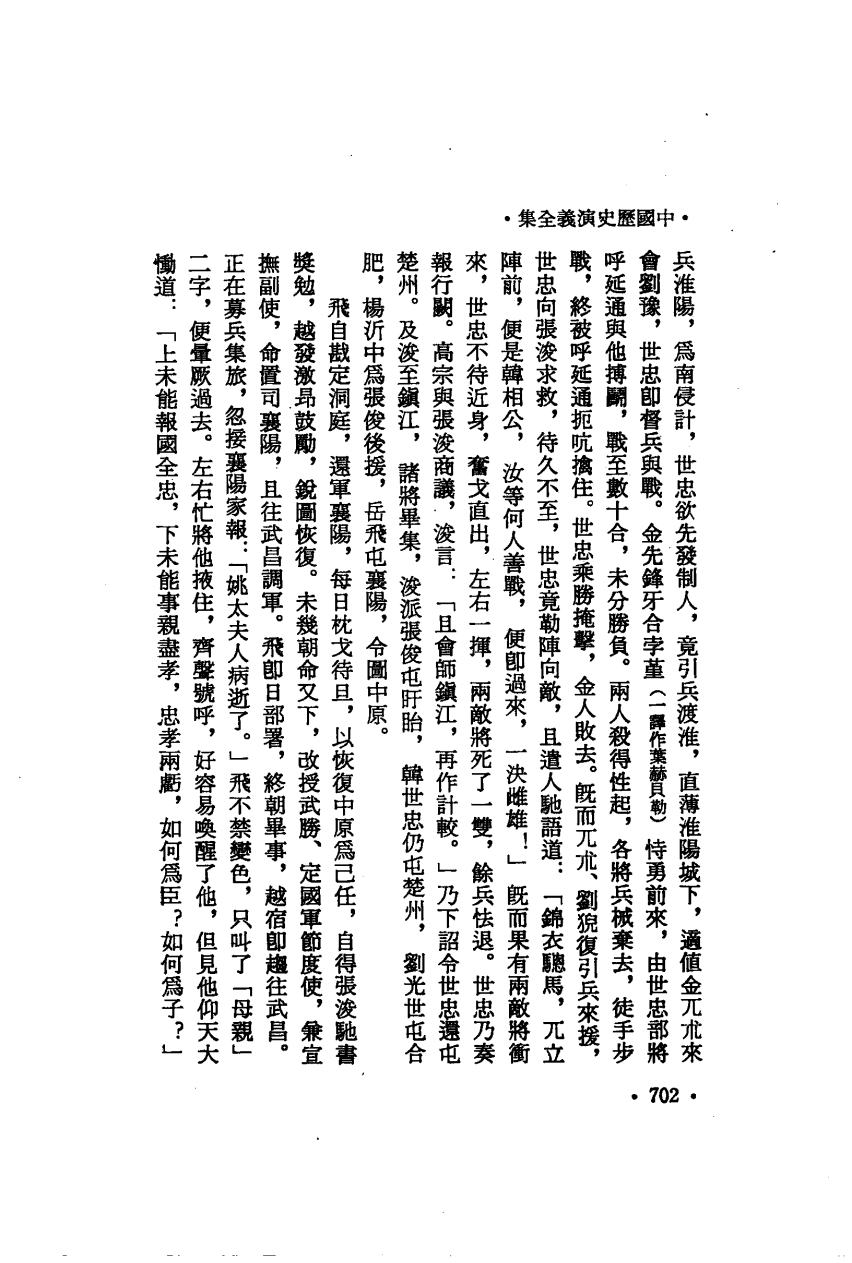 ·中國歷史演義全集·
兵淮陽，爲南侵計，世忠欲先發制人，竟引兵渡淮，直薄淮陽城下，適值金兀朮來
會劉豫，世忠卽督兵與戰。金先鋒牙合孛堇（一譯作葉赫貝勒）恃勇前來，由世忠部將
呼延通與他搏鬭，戰至數十合，未分勝負。兩人殺得性起，各將兵械棄去，徒手步
戰，終被呼延通扼吭擒住。世忠乘勝掩擊，金人敗去。旣而兀朮、劉猊復引兵來援，
世忠向張浚求救，待久不至，世忠竟勒陣向敵，且遣人馳語道：「錦衣驄馬，兀立
陣前，便是韓相公，汝等何人善戰，便卽過來，一決雌雄！」旣而果有兩敵將衝
來，世忠不待近身，奮戈直出，左右一揮，兩敵將死了一雙，餘兵怯退。世忠乃奏
報行闕。高宗與張浚商議，浚言：「且會師鎭江，再作計較。」乃下詔令世忠還屯
楚州。及浚至鎭江，諸將畢集，浚派張俊屯盱眙，韓世忠仍屯楚州，劉光世屯合
肥，楊沂中爲張俊後援，岳飛屯襄陽，令圖中原。
飛自戡定洞庭，還軍襄陽，每日枕戈待旦，以恢復中原爲己任，自得張浚馳書
獎勉，越發激昂鼓勵，銳圖恢復。未幾朝命又下，改授武勝、定國軍節度使，兼宣
撫副使，命置司襄陽，且往武昌調軍。飛卽日部署，終朝畢事，越宿卽趨往武昌。
正在募兵集旅，忽接襄陽家報：「姚太夫人病逝了。」飛不禁變色，只叫了「母親」
二字，便暈厥過去。左右忙將他掖住，齊聲號呼，好容易喚醒了他，但見他仰天大
慟道：「上未能報國全忠，下未能事親盡孝，忠孝兩虧，如何爲臣？如何爲子？」
·702·